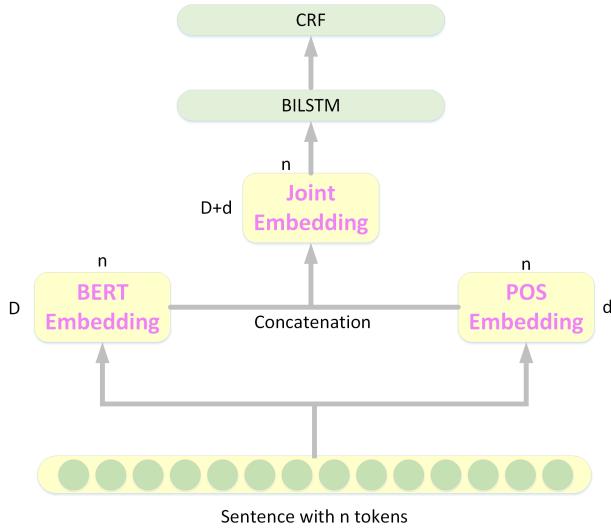 CRF
BILSTM
n
D+d
Joint
Embedding
n
D
BERT
Embedding
Concatenation
n
POS
Embedding
d
Sentence with n tokens